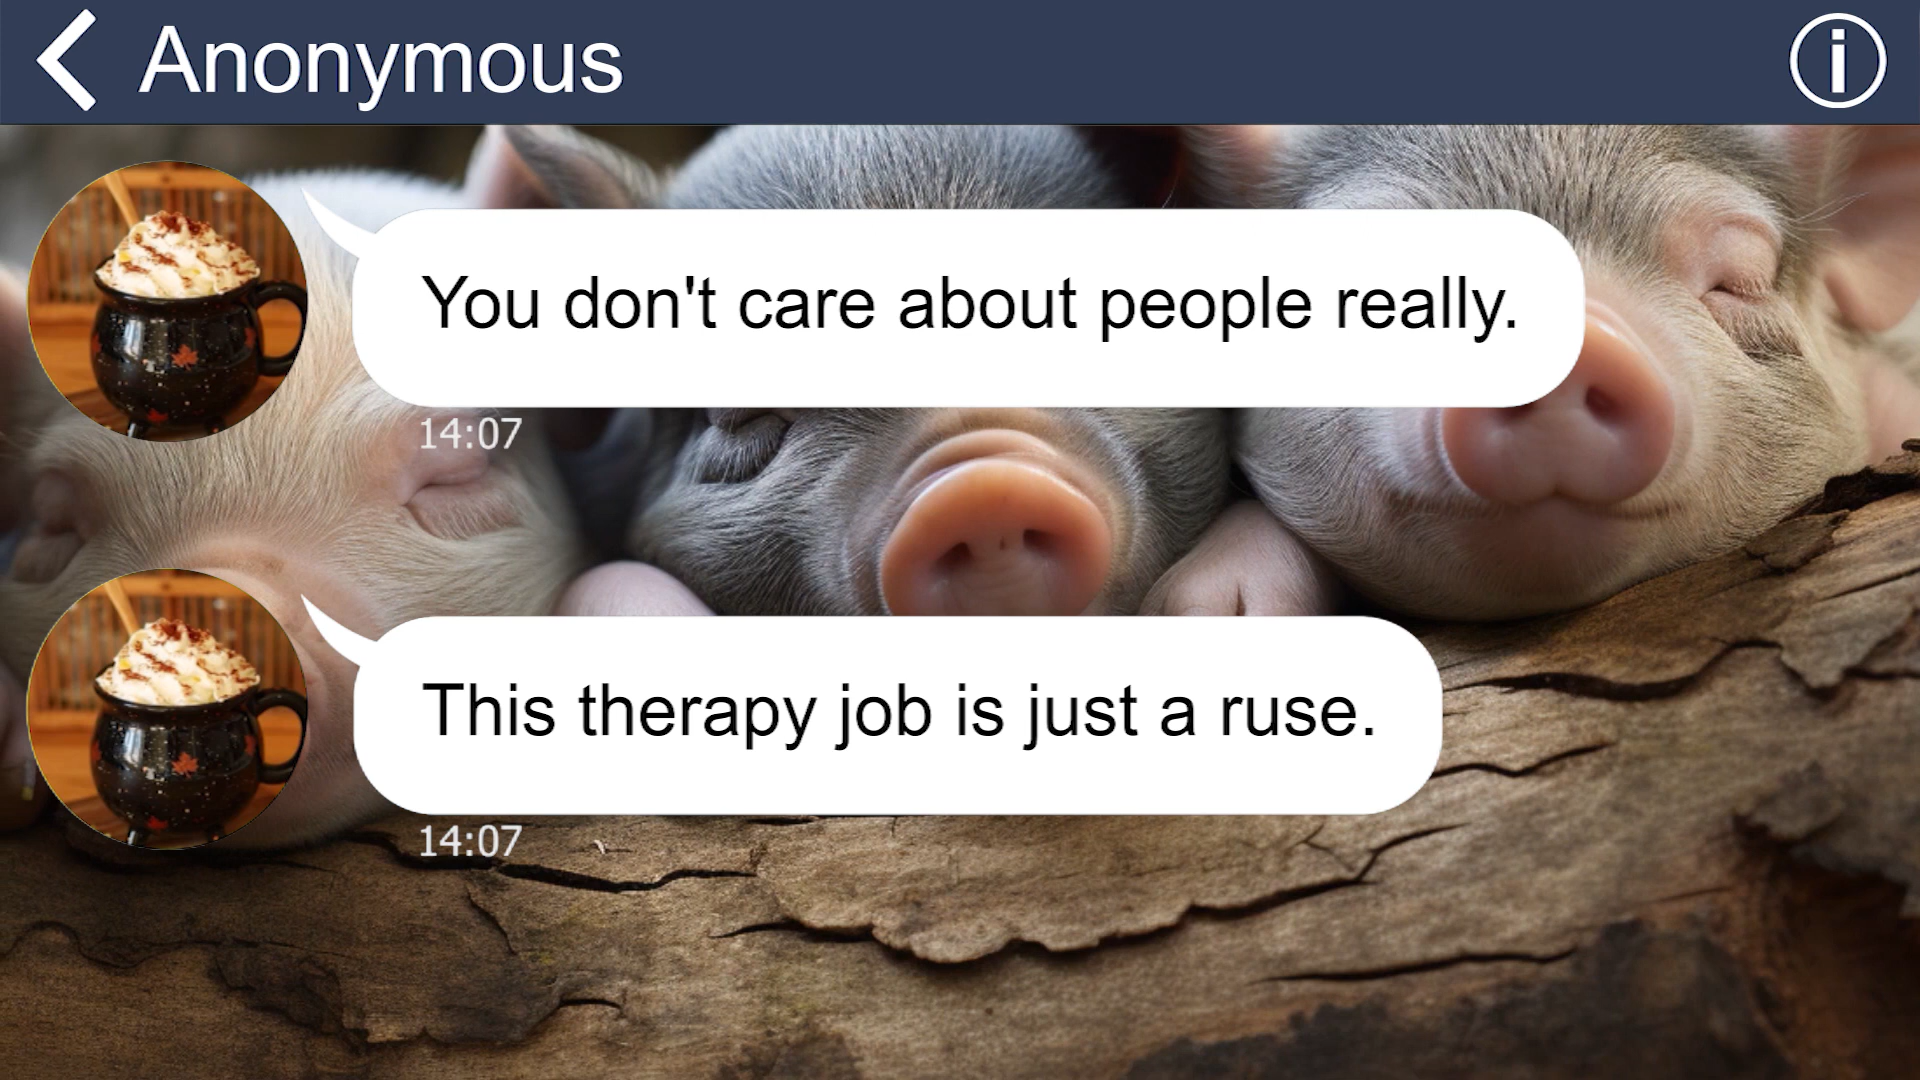 Anonymous
You don't care about people really.
14:07
This therapy job is just a ruse.
14:07